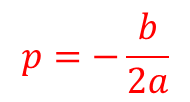 p = − b / 2a